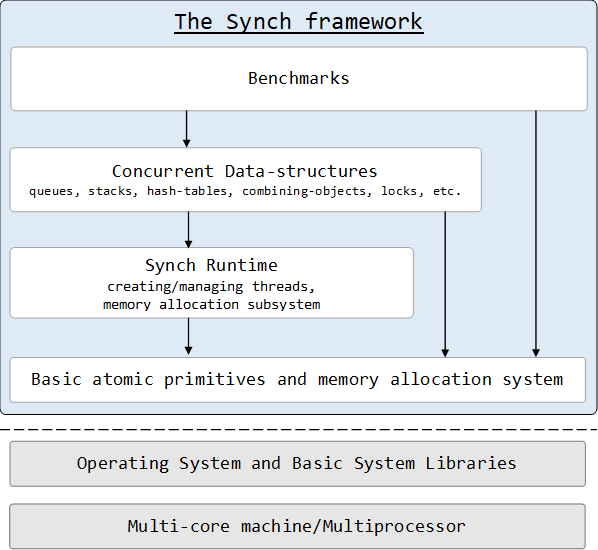 The Synch framework
Benchmarks
Concurrent Data-structures
queues, stacks, hash-tables, combining-objects, locks, etc.
Synch Runtime
creating/managing threads,
memory allocation subsystem
Basic atomic primitives and memory allocation system
Operating System and Basic System Libraries
Multi-core machine/Multiprocessor